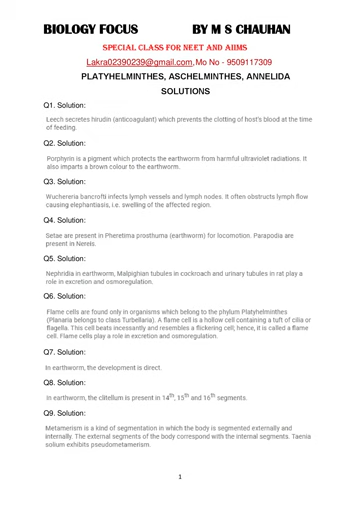 BIOLOGY FOCUS BY M S CHAUHAN
SPECIAL CLASS FOR NEET AND AIIMS
Lakra02390239@gmail.com,Mo No - 9509117309
PLATYHELMINTHES, ASCHELMINTHES, ANNELIDA
SOLUTIONS
Q1. Solution:
Leech secretes hirudin (anticoagulant) which prevents the clotting of host's blood at the time
of feeding.
Q2. Solution:
Porphyrin is a pigment which protects the earthworm from harmful ultraviolet radiations. It
also imparts a brown colour to the earthworm.
Q3. Solution:
Wuchereria bancrofti infects lymph vessels and lymph nodes. It often obstructs lymph flow
causing elephantiasis, i.e. swelling of the affected region.
Q4. Solution:
Setae are present in Pheretima prosthuma (earthworm) for locomotion. Parapodia are
present in Nereis.
Q5. Solution:
Nephridia in earthworm, Malpighian tubules in cockroach and urinary tubules in rat play a
role in excretion and osmoregulation.
Q6. Solution:
Flame cells are found only in organisms which belong to the phylum Platyhelminthes
(Planaria belongs to class Turbellaria). A flame cell is a hollow cell containing a tuft of cilia or
flagella. This cell beats incessantly and resembles a flickering cell; hence, it is called a flame
cell. Flame cells play a role in excretion and osmoregulation.
Q7. Solution:
In earthworm, the development is direct.
Q8. Solution:
In earthworm, the clitellum is present in 14th, 15th and 16th segments.
Q9. Solution:
Metamerism is a kind of segmentation in which the body is segmented externally and
internally. The external segments of the body correspond with the internal segments. Taenia
solium exhibits pseudometamerism.
1